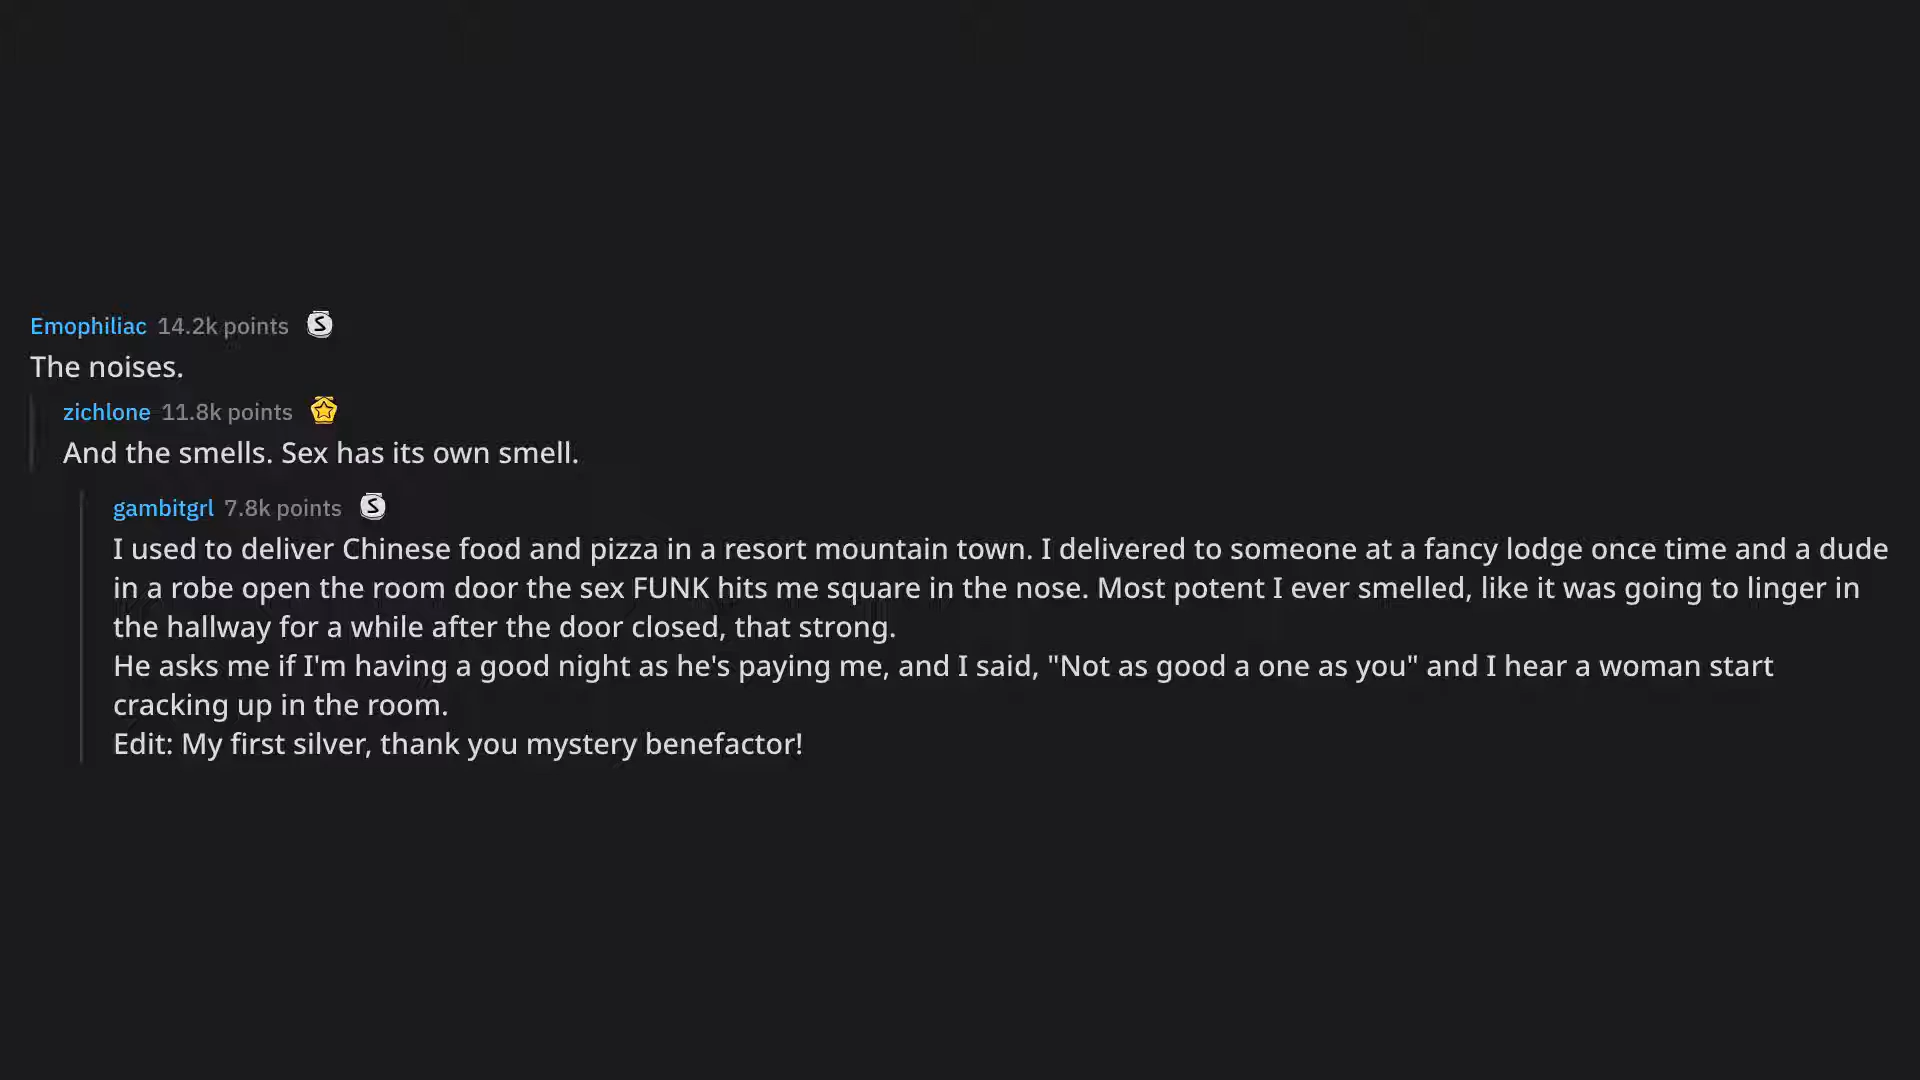 Emophiliac 14.2k points
The noises.
zichlone 11.8k points
And the smells. Sex has its own smell.
gambitgrl 7.8k points
I used to deliver Chinese food and pizza in a resort mountain town. I delivered to someone at a fancy lodge once time and a dude
in a robe open the room door the sex FUNK hits me square in the nose. Most potent I ever smelled, like it was going to linger in
the hallway for a while after the door closed, that strong.
He asks me if I'm having a good night as he's paying me, and I said, "Not as good a one as you" and I hear a woman start
cracking up in the room.
Edit: My first silver, thank you mystery benefactor!